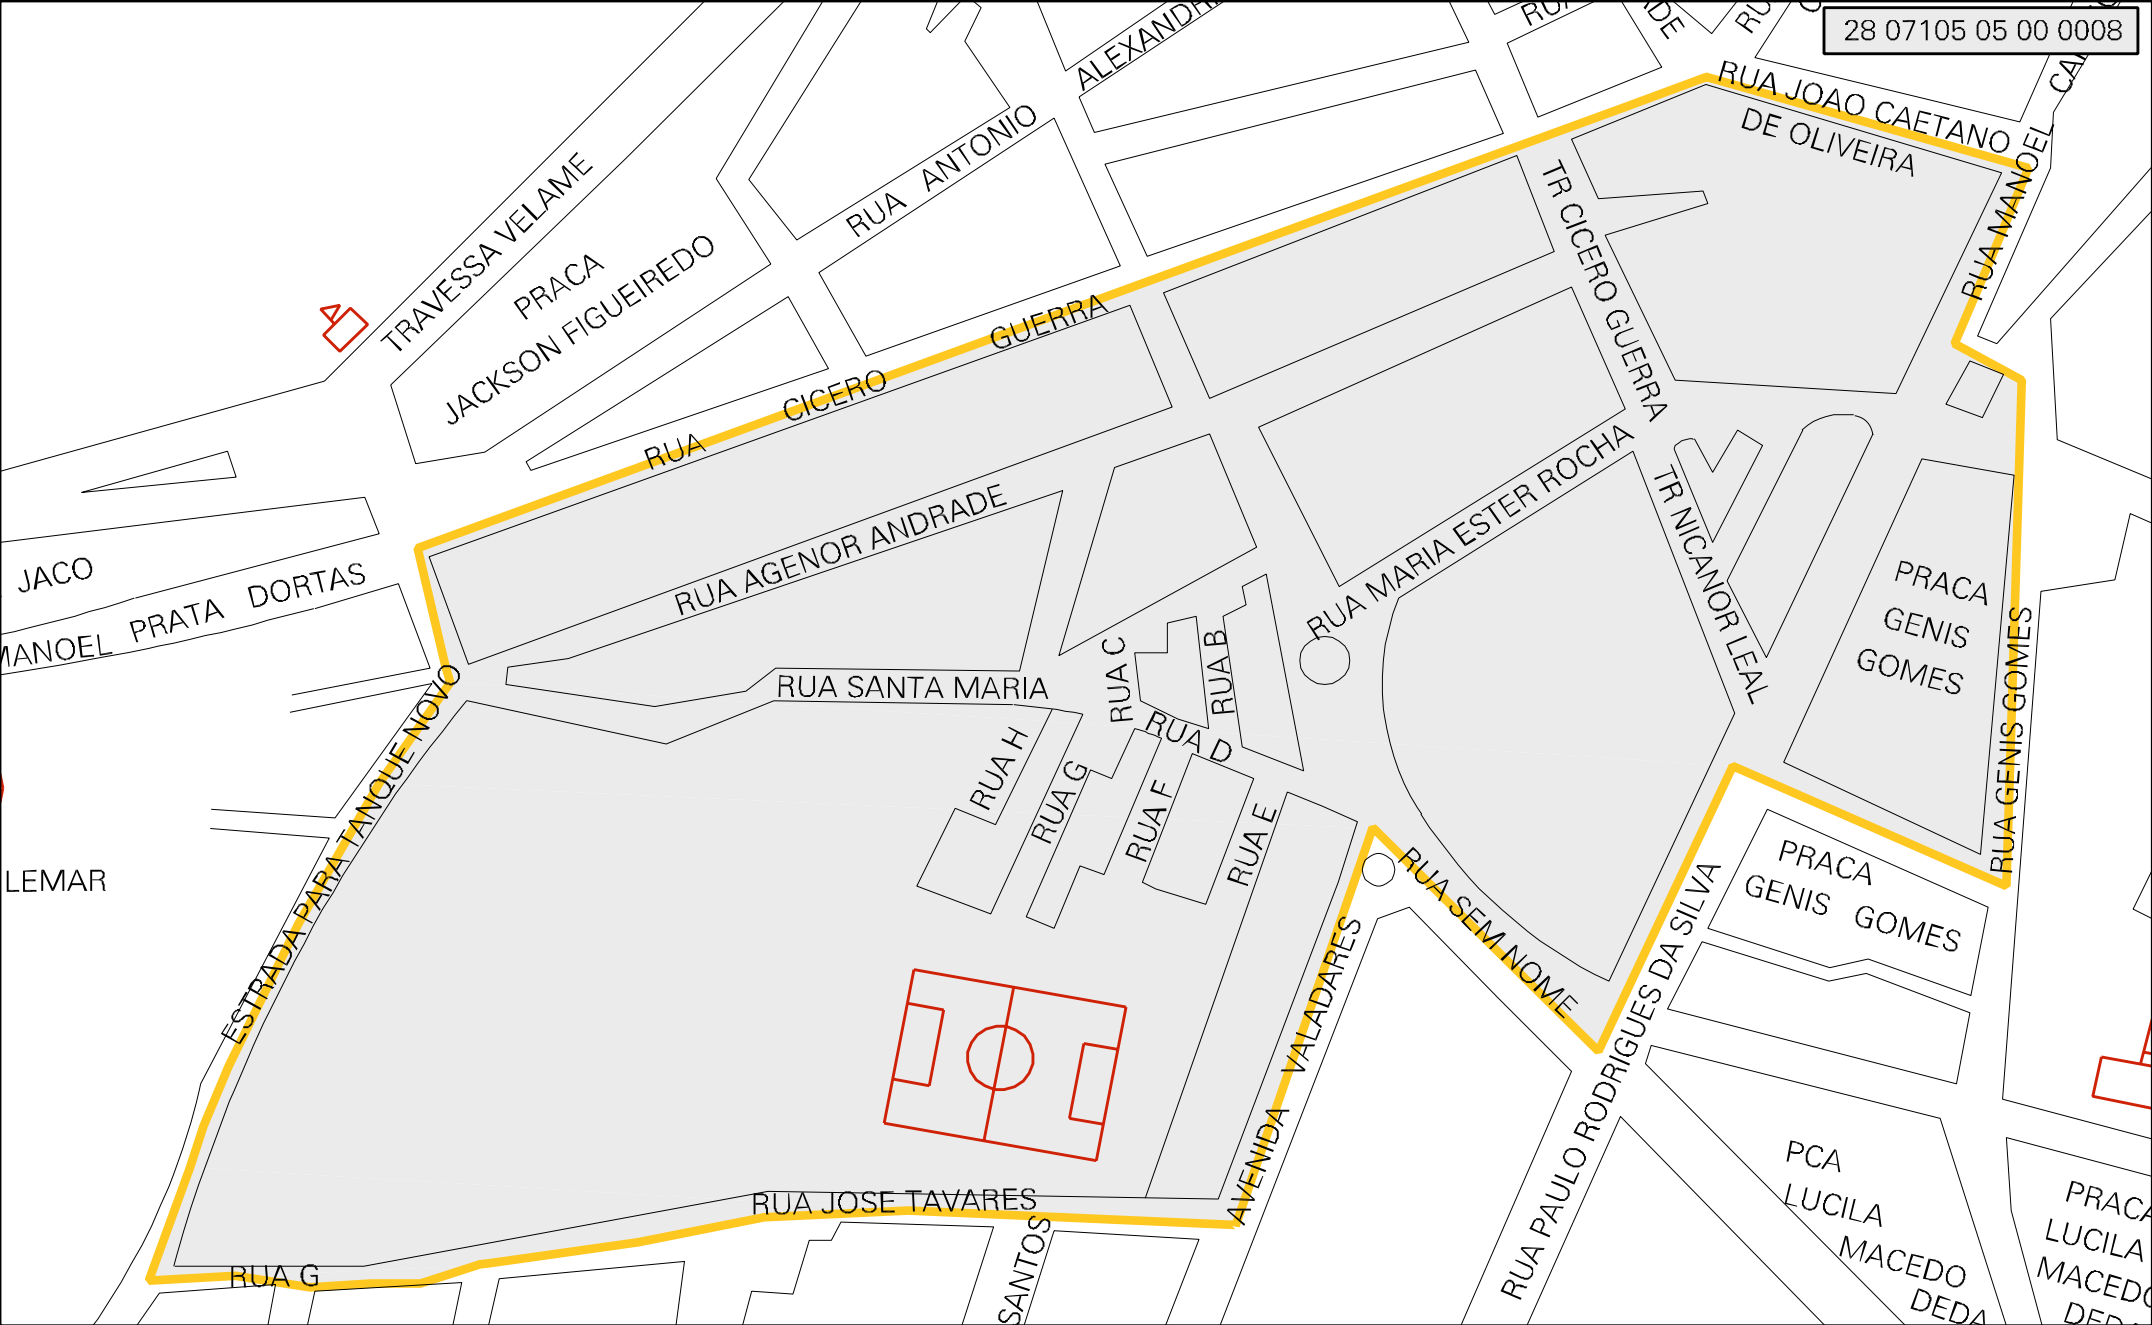 28 07105 05 00 0008
RUA JOAO CAETANO
DE OLIVEIRA
RUA MANOEL
TRAVESSA VELAME
PRACA
JACKSON FIGUEIREDO
RUA ANTONIO
TR CICERO GUERRA
RUA CICERO GUERRA
RUA AGENOR ANDRADE
RUA MARIA ESTER ROCHA
TR NICANOR LEAL
JACO
MANOEL PRATA DORTAS
PRACA
GENIS
GOMES
RUA GENIS GOMES
RUA SANTA MARIA
RUA C
RUA B
RUA D
RUA H
RUA G
RUA F
RUA E
ESTRADA PARA TANQUE NOVO
LEMAR
RUA SEM NOME
PRACA
GENIS GOMES
AVENIDA VALADARES
RUA PAULO RODRIGUES DA SILVA
RUA JOSE TAVARES
RUA G
SANTOS
PCA
LUCILA
MACEDO
DEDA
PRACA
LUCILA
MACEDO